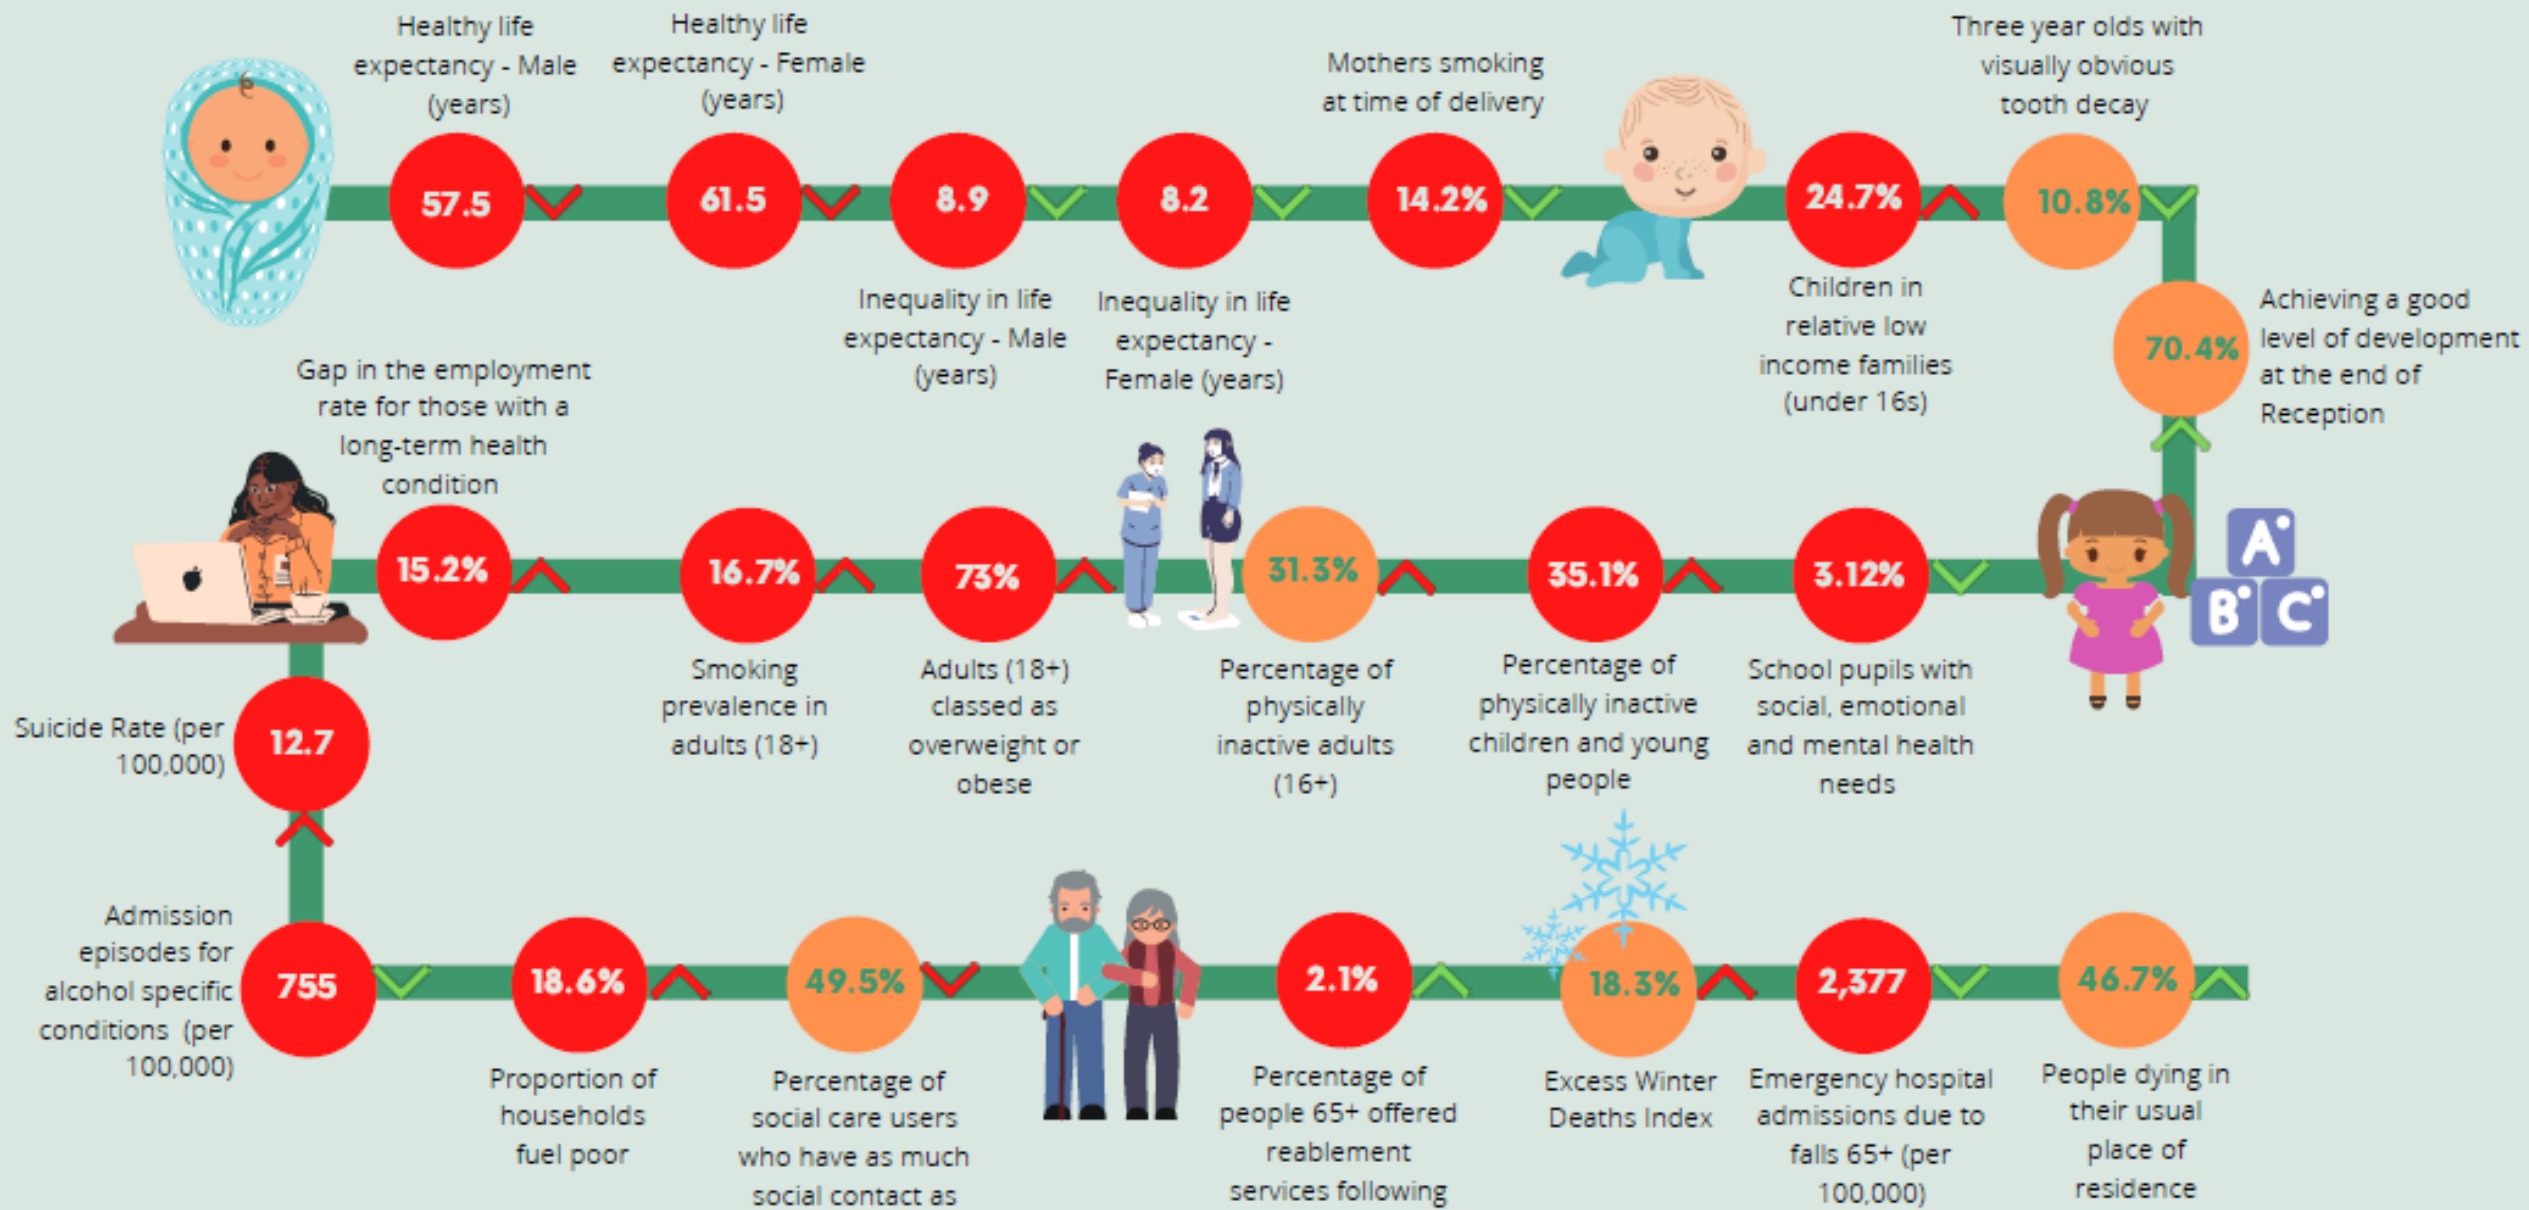 Healthy life
expectancy - Male
(years)
57.5
Healthy life
expectancy - Female
(years)
61.5
8.9
Inequality in life
expectancy - Male
(years)
8.2
Inequality in life
expectancy -
Female (years)
Mothers smoking
at time of delivery
14.2%
24.7%
Children in
relative low
income families
(under 16s)
Three year olds with
visually obvious
tooth decay
10.8%
70.4%
Achieving a good
level of development
at the end of
Reception
A
B C
3.12%
School pupils with
social, emotional
and mental health
needs
35.1%
Percentage of
physically inactive
children and young
people
31.3%
Percentage of
physically
inactive adults
(16+)
73%
Adults (18+)
classed as
overweight or
obese
16.7%
Smoking
prevalence in
adults (18+)
Gap in the employment
rate for those with a
long-term health
condition
15.2%
Suicide Rate (per
100,000)
12.7
Admission
episodes for
alcohol specific
conditions (per
100,000)
755
18.6%
Proportion of
households
fuel poor
49.5%
Percentage of
social care users
who have as much
social contact as
2.1%
Percentage of
people 65+ offered
reablement
services following
18.3%
Excess Winter
Deaths Index
2,377
Emergency hospital
admissions due to
falls 65+ (per
100,000)
46.7%
People dying in
their usual
place of
residence